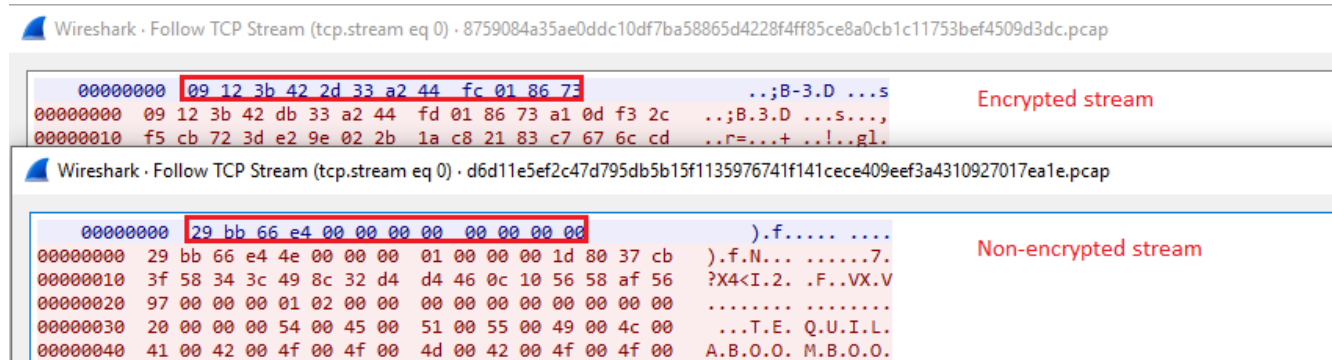 Wireshark · Follow TCP Stream (tcp.stream eq 0) · 8759084a35ae0ddc10df7ba58865d4228f4ff85ce8a0cb1c11753bef4509d3dc.pcap
00000000 09 12 3b 42 2d 33 a2 44 fc 01 86 73 ..;B-3.D ...s
Encrypted stream
00000000 09 12 3b 42 db 33 a2 44 fd 01 86 73 a1 0d f3 2c ..;B.3.D ...s...,
00000010 f5 cb 72 3d e2 9e 02 2b 1a c8 21 83 c7 67 6c cd ..r=...+ ..!..gl.
Wireshark · Follow TCP Stream (tcp.stream eq 0) · d6d11e5ef2c47d795db5b15f1135976741f141cece409eef3a4310927017ea1e.pcap
00000000 29 bb 66 e4 00 00 00 00 00 00 00 00 ).f..... ....
Non-encrypted stream
00000000 29 bb 66 e4 4e 00 00 00 01 00 00 00 1d 80 37 cb ).f.N... ......7.
00000010 3f 58 34 3c 49 8c 32 d4 d4 46 0c 10 56 58 af 56 ?X4<I.2. .F..VX.V
00000020 97 00 00 00 01 02 00 00 00 00 00 00 00 00 00 00 ........ ........
00000030 20 00 00 00 54 00 45 00 51 00 55 00 49 00 4c 00 ...T.E. Q.U.I.L.
00000040 41 00 42 00 4f 00 4f 00 4d 00 42 00 4f 00 4f 00 A.B.O.O. M.B.O.O.